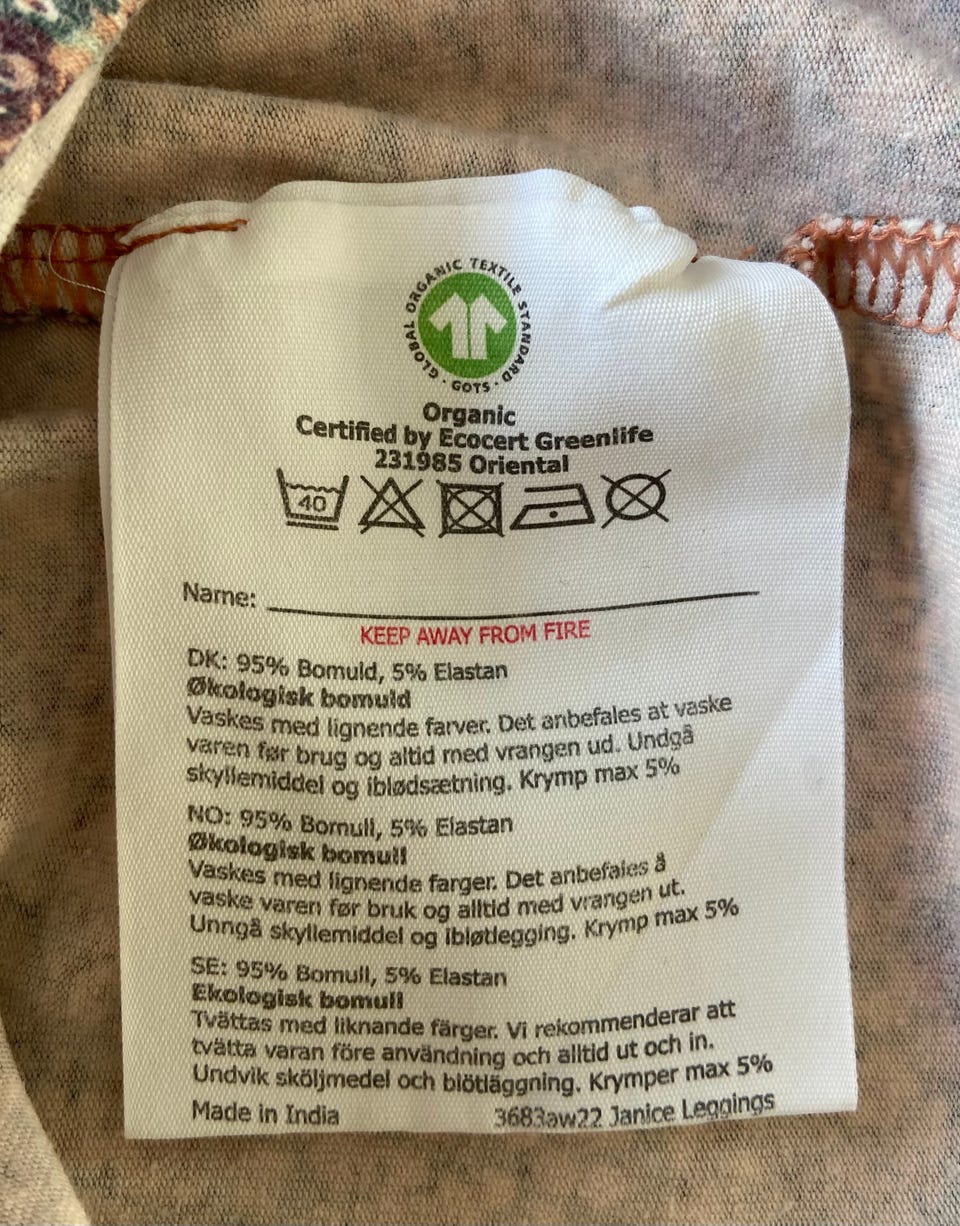 GLOBAL ORGANIC TEXTILE STANDARD · GOTS ·
Organic
Certified by Ecocert Greenlife
231985 Oriental
40
Name:
KEEP AWAY FROM FIRE
DK: 95% Bomuld, 5% Elastan
Økologisk bomuld
Vaskes med lignende farver. Det anbefales at vaske
varen før brug og altid med vrangen ud. Undgå
skyllemiddel og iblødsætning. Krymp max 5%
NO: 95% Bomull, 5% Elastan
Økologisk bomull
Vaskes med lignende farger. Det anbefales å
vaske varen før bruk og alltid med vrangen ut.
Unngå skyllemiddel og ibløtlegging. Krymp max 5%
SE: 95% Bomull, 5% Elastan
Ekologisk bomull
Tvättas med liknande färger. Vi rekommenderar att
tvätta varan före användning och alltid ut och in.
Undvik sköljmedel och blötläggning. Krymper max 5%
Made in India 3683aw22 Janice Leggings